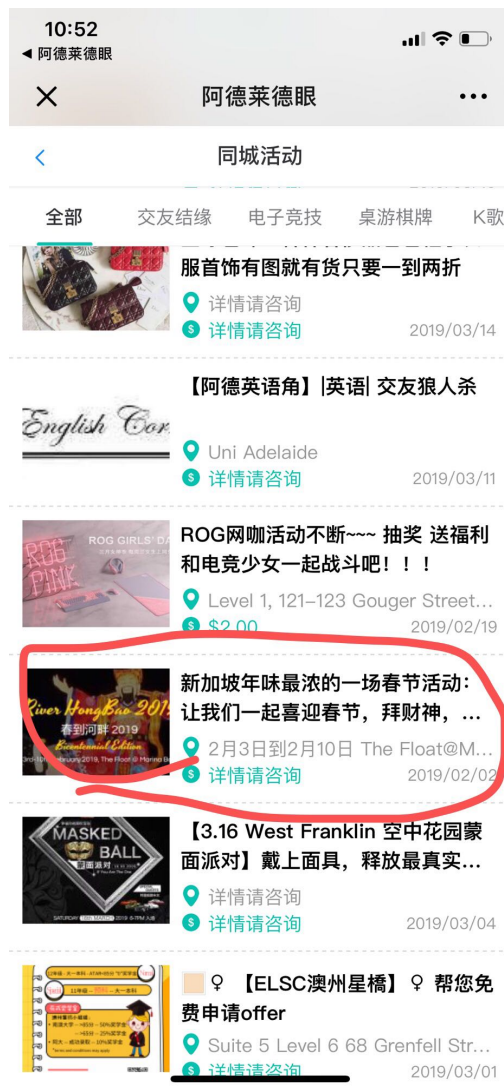 10:52
◀ 阿德莱德眼
阿德莱德眼
同城活动
全部 交友结缘 电子竞技 桌游棋牌 K歌
服首饰有图就有货只要一到两折
详情请咨询
详情请咨询 2019/03/14
English Cor
【阿德英语角】|英语| 交友狼人杀
Uni Adelaide
详情请咨询 2019/03/11
ROG GIRLS' DA
ROG
PINK
ROG网咖活动不断~~~ 抽奖 送福利
和电竞少女一起战斗吧！！！
Level 1, 121–123 Gouger Street...
$2.00 2019/02/19
River HongBao 201
春到河畔 2019
Bicentennial Edition
新加坡年味最浓的一场春节活动：
让我们一起喜迎春节，拜财神，...
2月3日到2月10日 The Float@M...
详情请咨询 2019/02/02
MASKED
BALL
【3.16 West Franklin 空中花园蒙
面派对】戴上面具，释放最真实...
详情请咨询
详情请咨询 2019/03/04
♀ 【ELSC澳州星橋】♀ 帮您免
费申请offer
Suite 5 Level 6 68 Grenfell Str...
详情请咨询 2019/03/01